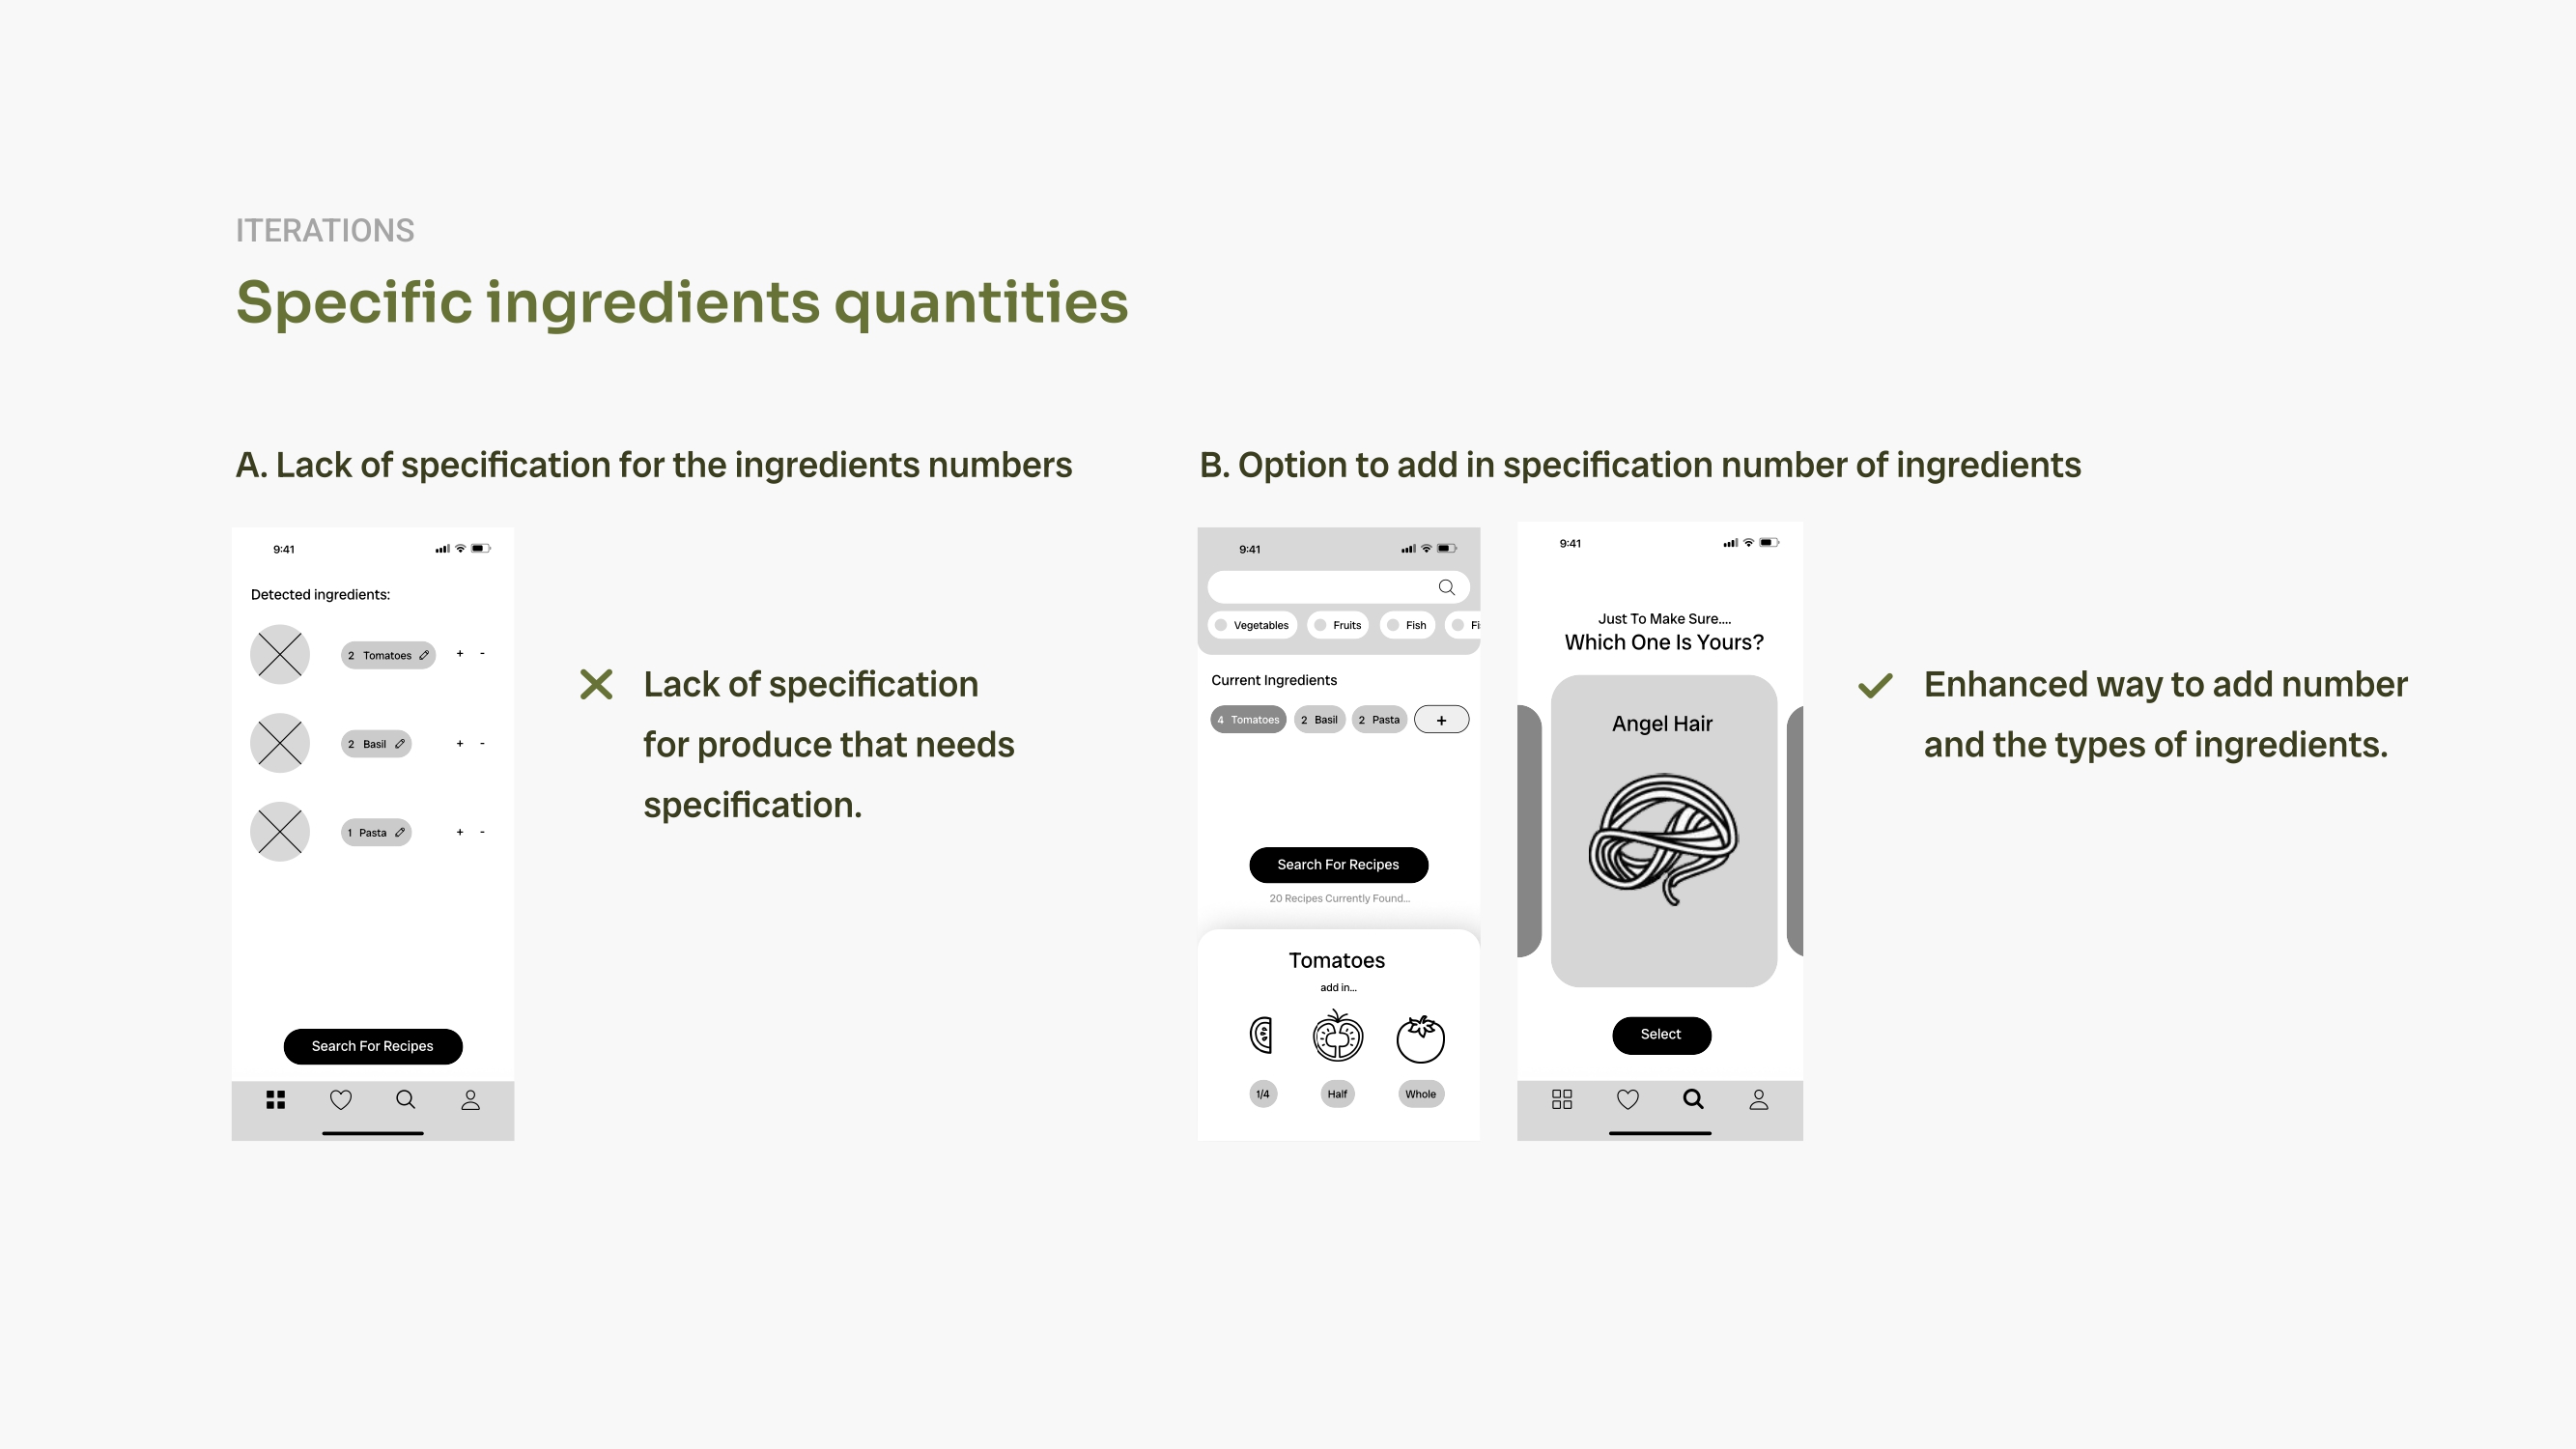 ITERATIONS
Specific ingredients quantities
A. Lack of specification for the ingredients numbers
9:41
Detected ingredients:
2 Tomatoes
+ -
2 Basil
+ -
1 Pasta
+ -
Search For Recipes
Lack of specification
for produce that needs
specification.
B. Option to add in specification number of ingredients
9:41
Vegetables
Fruits
Fish
Fi
Current Ingredients
4 Tomatoes
2 Basil
2 Pasta
+
Search For Recipes
20 Recipes Currently Found...
Tomatoes
add in...
1/4
Half
Whole
9:41
Just To Make Sure....
Which One Is Yours?
Angel Hair
Select
Enhanced way to add number
and the types of ingredients.